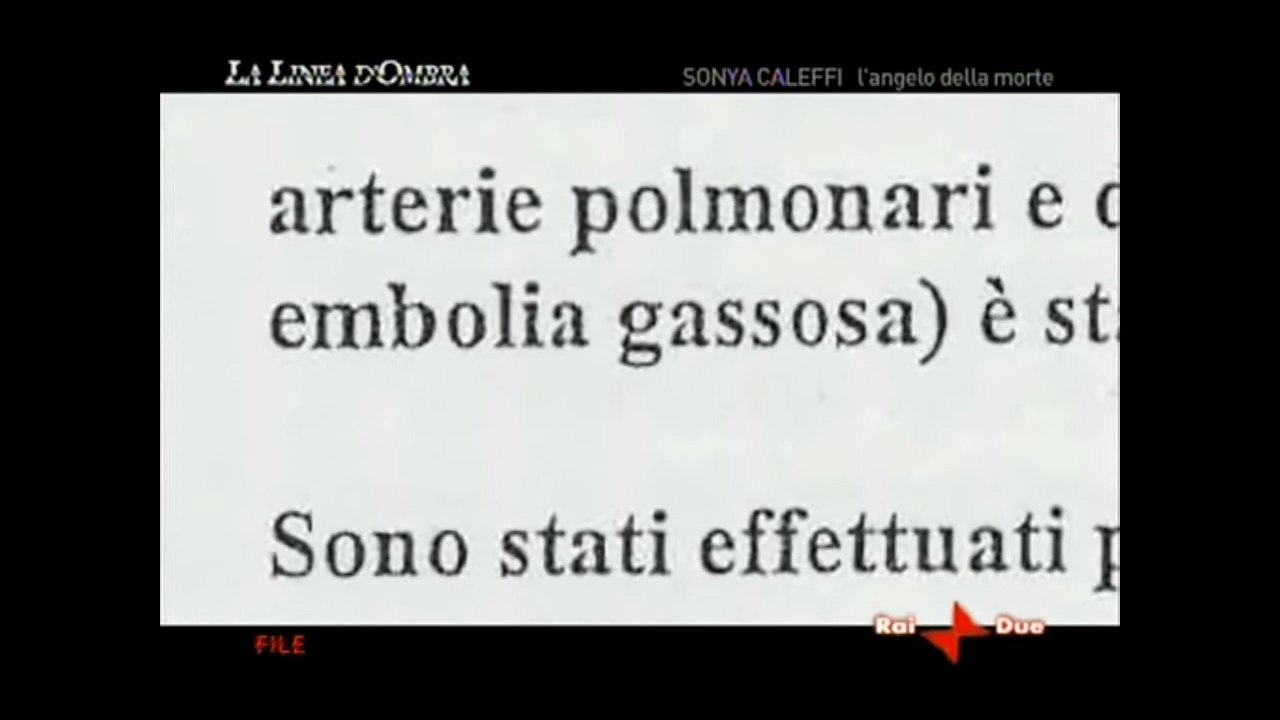 LA LINEA D'OMBRA
SONYA CALEFFI l'angelo della morte
arterie polmonari e
embolia gassosa) è
Sono stati effettuati
FILE
Rai Due